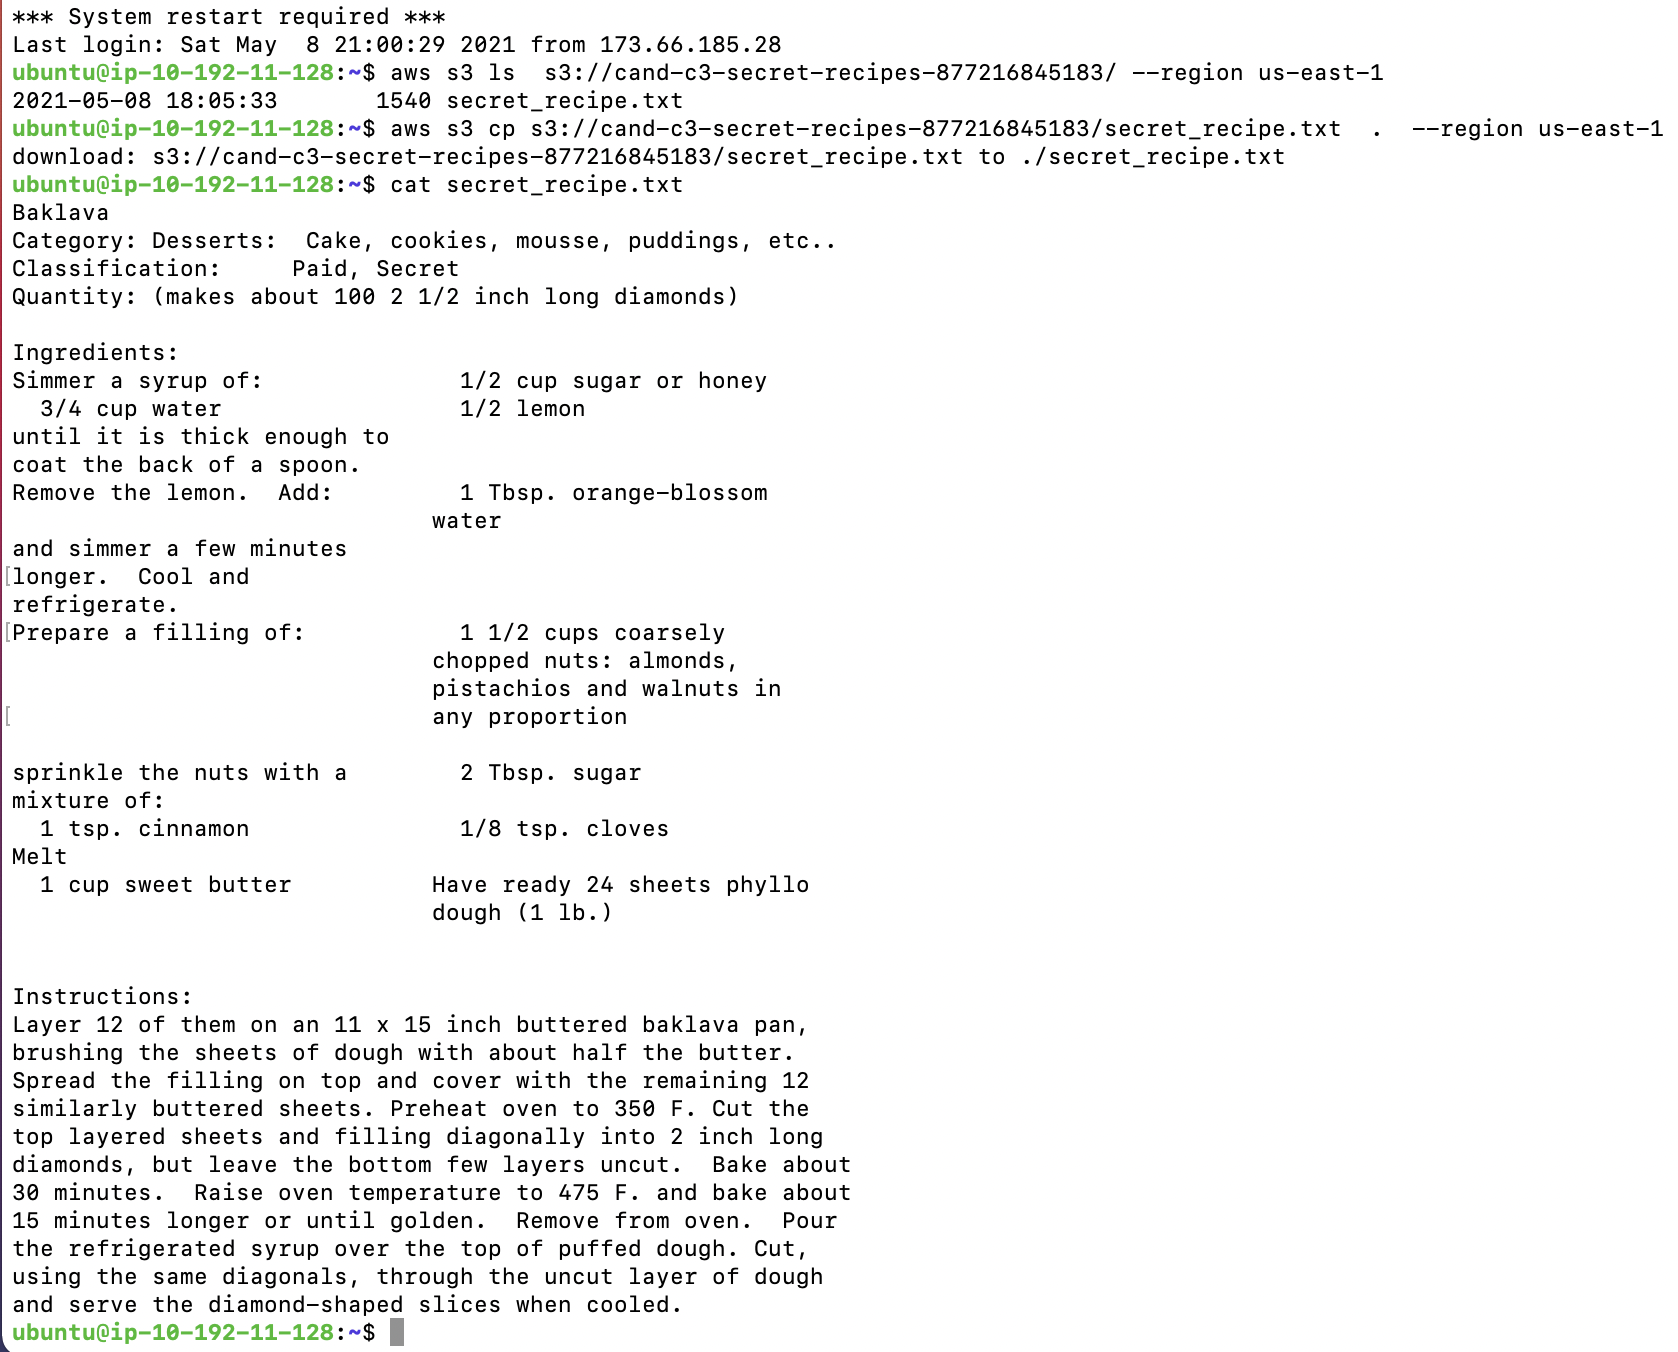 *** System restart required ***
Last login: Sat May  8 21:00:29 2021 from 173.66.185.28
ubuntu@ip-10-192-11-128:~$ aws s3 ls  s3://cand-c3-secret-recipes-877216845183/ --region us-east-1
2021-05-08 18:05:33       1540 secret_recipe.txt
ubuntu@ip-10-192-11-128:~$ aws s3 cp s3://cand-c3-secret-recipes-877216845183/secret_recipe.txt  .  --region us-east-1
download: s3://cand-c3-secret-recipes-877216845183/secret_recipe.txt to ./secret_recipe.txt
ubuntu@ip-10-192-11-128:~$ cat secret_recipe.txt
Baklava
Category: Desserts:  Cake, cookies, mousse, puddings, etc..
Classification:     Paid, Secret
Quantity: (makes about 100 2 1/2 inch long diamonds)

Ingredients:
Simmer a syrup of:              1/2 cup sugar or honey
  3/4 cup water                 1/2 lemon
until it is thick enough to
coat the back of a spoon.
Remove the lemon.  Add:         1 Tbsp. orange-blossom
                              water
and simmer a few minutes
[longer.  Cool and
refrigerate.
[Prepare a filling of:           1 1/2 cups coarsely
                              chopped nuts: almonds,
                              pistachios and walnuts in
[                              any proportion

sprinkle the nuts with a        2 Tbsp. sugar
mixture of:
  1 tsp. cinnamon               1/8 tsp. cloves
Melt
  1 cup sweet butter          Have ready 24 sheets phyllo
                              dough (1 lb.)

Instructions:
Layer 12 of them on an 11 x 15 inch buttered baklava pan,
brushing the sheets of dough with about half the butter.
Spread the filling on top and cover with the remaining 12
similarly buttered sheets. Preheat oven to 350 F. Cut the
top layered sheets and filling diagonally into 2 inch long
diamonds, but leave the bottom few layers uncut.  Bake about
30 minutes.  Raise oven temperature to 475 F. and bake about
15 minutes longer or until golden.  Remove from oven.  Pour
the refrigerated syrup over the top of puffed dough. Cut,
using the same diagonals, through the uncut layer of dough
and serve the diamond-shaped slices when cooled.
ubuntu@ip-10-192-11-128:~$